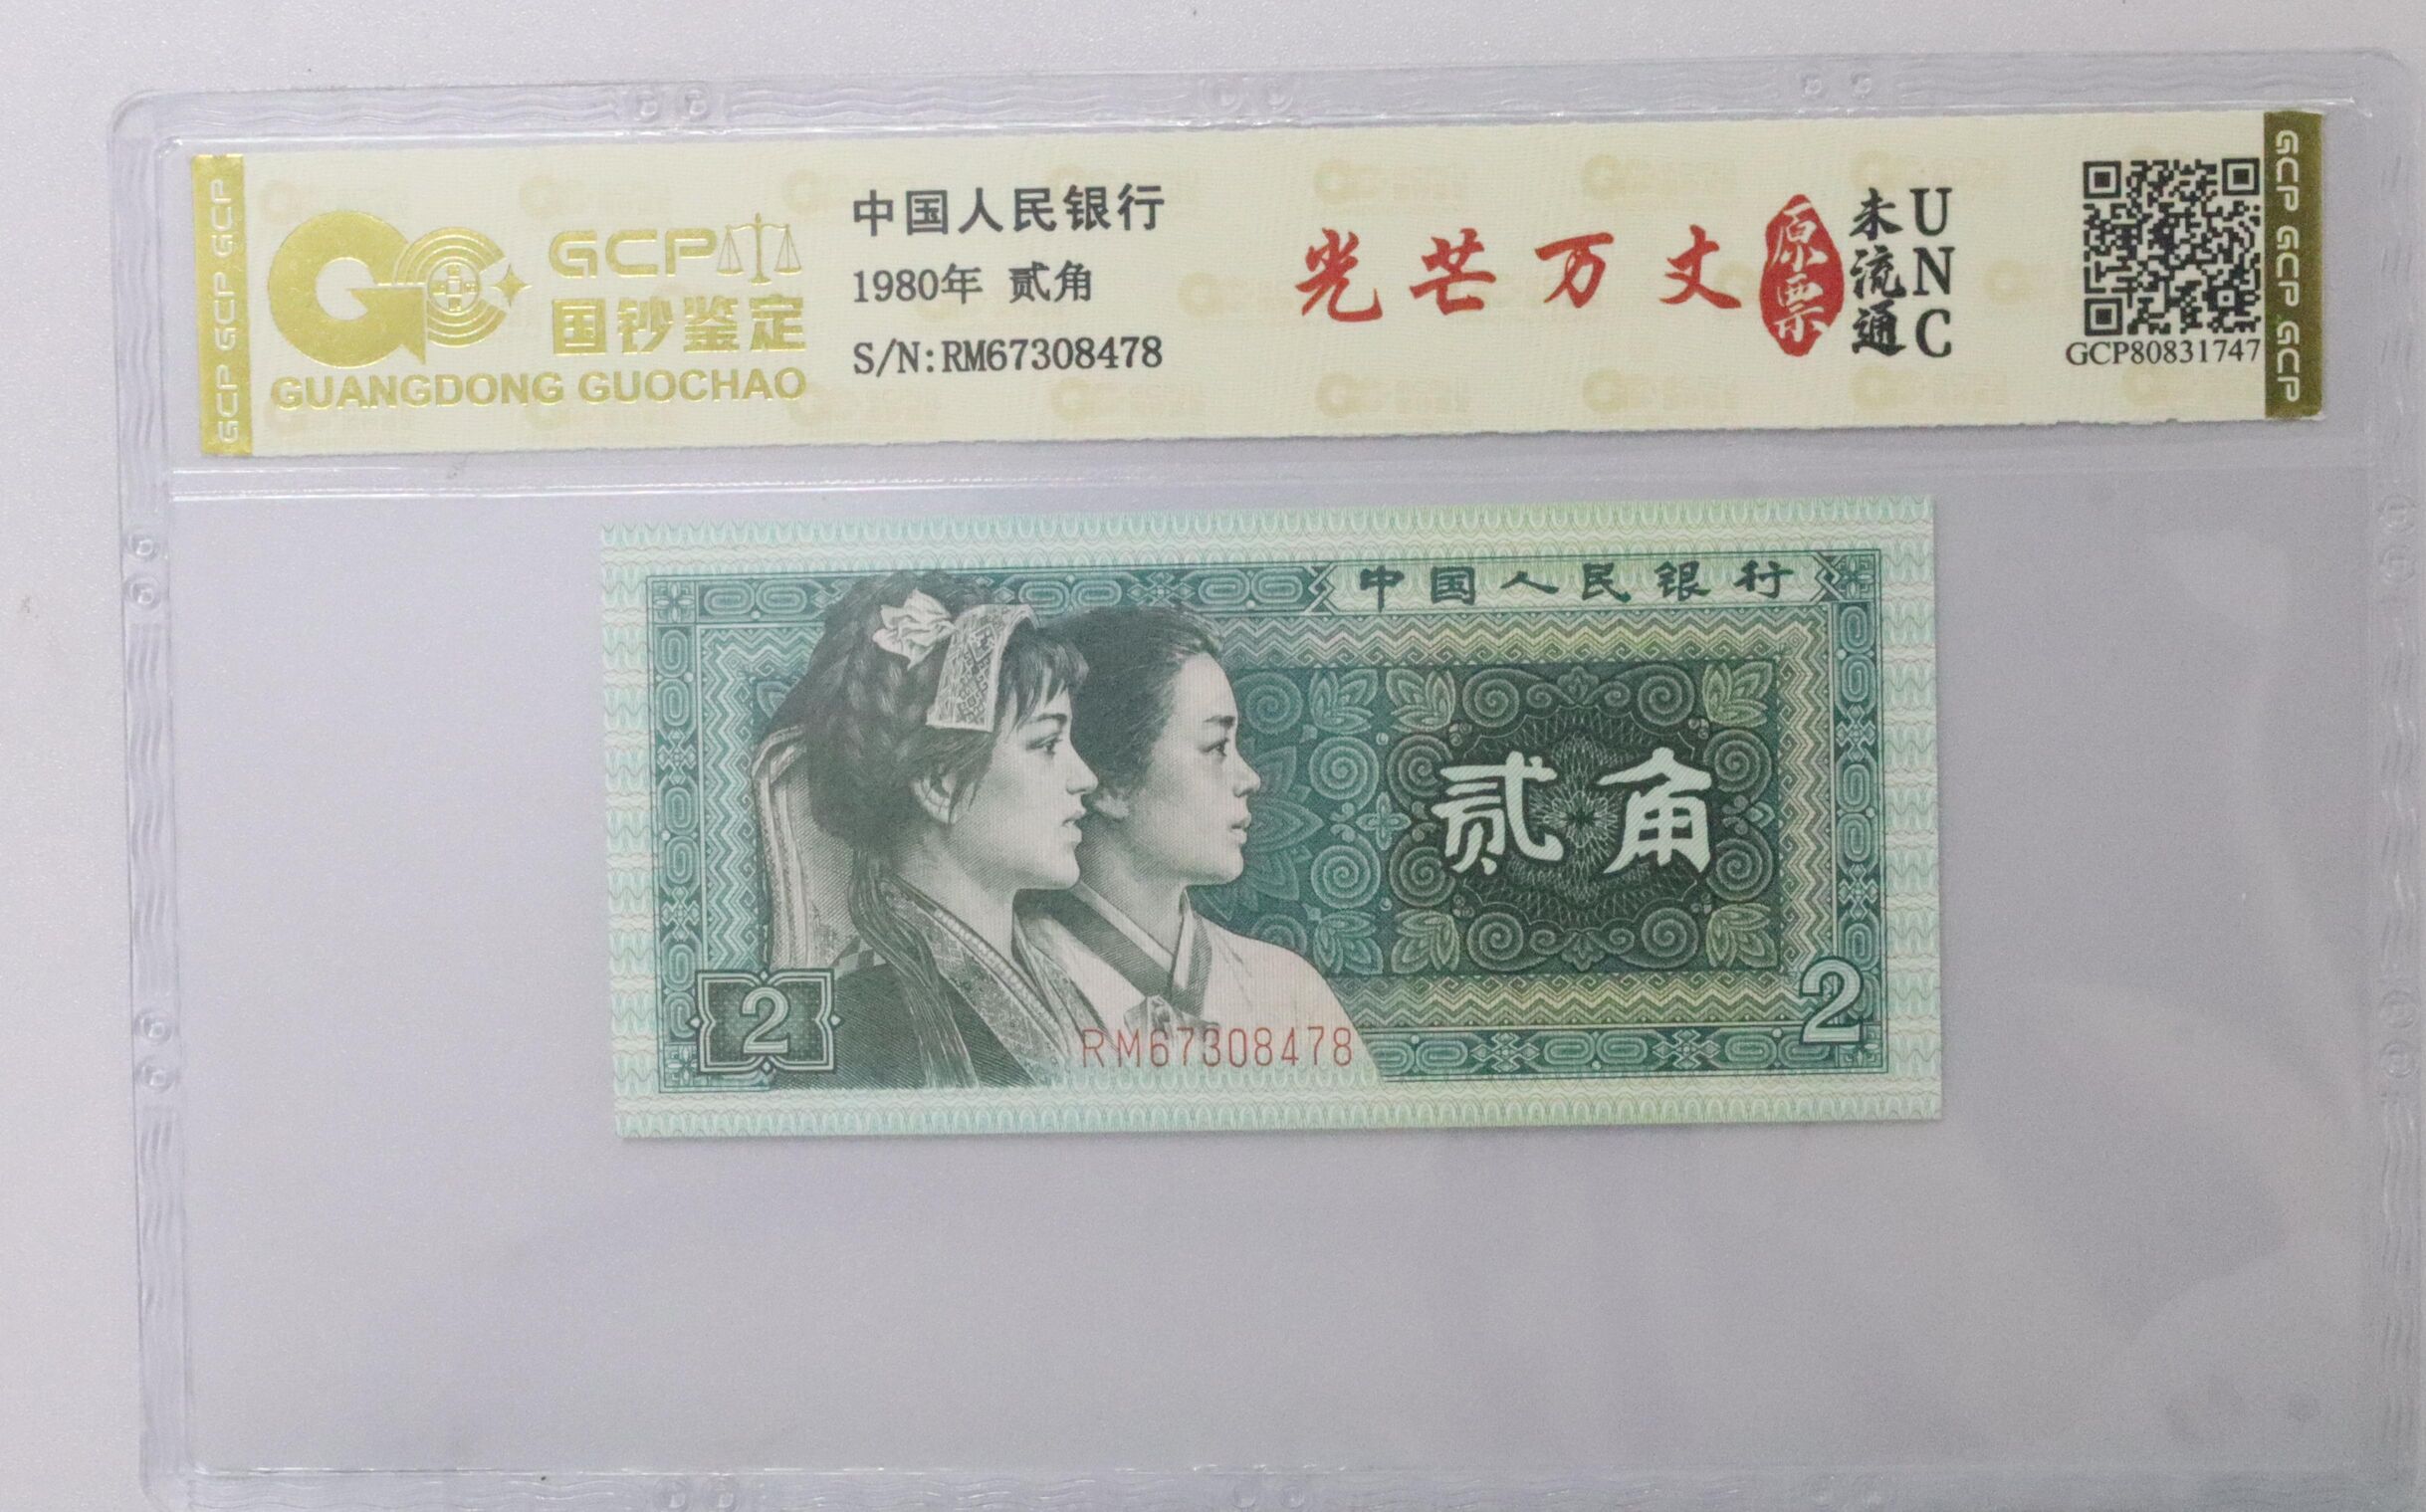 GCP GCP GCP
GCP
国钞鉴定
GUANGDONG GUOCHAO
中国人民银行
1980年 贰角
S/N:RM67308478
光芒万丈
原票
未流通
UNC
GCP80831747
GCP GCP GCP GCP
中国人民银行
贰角
2
2
RM67308478